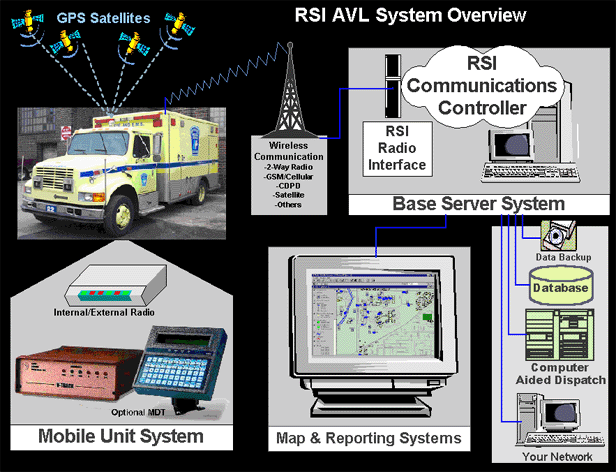 RSI AVL System Overview
GPS Satellites
Wireless
Communication
-2-Way Radio
-GSM/Cellular
-CDPD
-Satellite
-Others
RSI
Communications
Controller
RSI
Radio
Interface
Base Server System
Internal/External Radio
V-TRACK
Optional MDT
Mobile Unit System
Map & Reporting Systems
Data Backup
Database
Computer
Aided Dispatch
Your Network